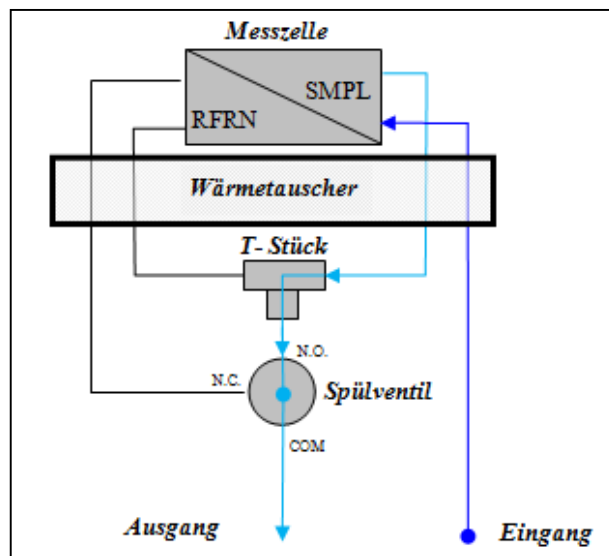 Messzelle
SMPL
RFRN
Wärmetauscher
T- Stück
N.O.
N.C.
Spülventil
COM
Ausgang
Eingang